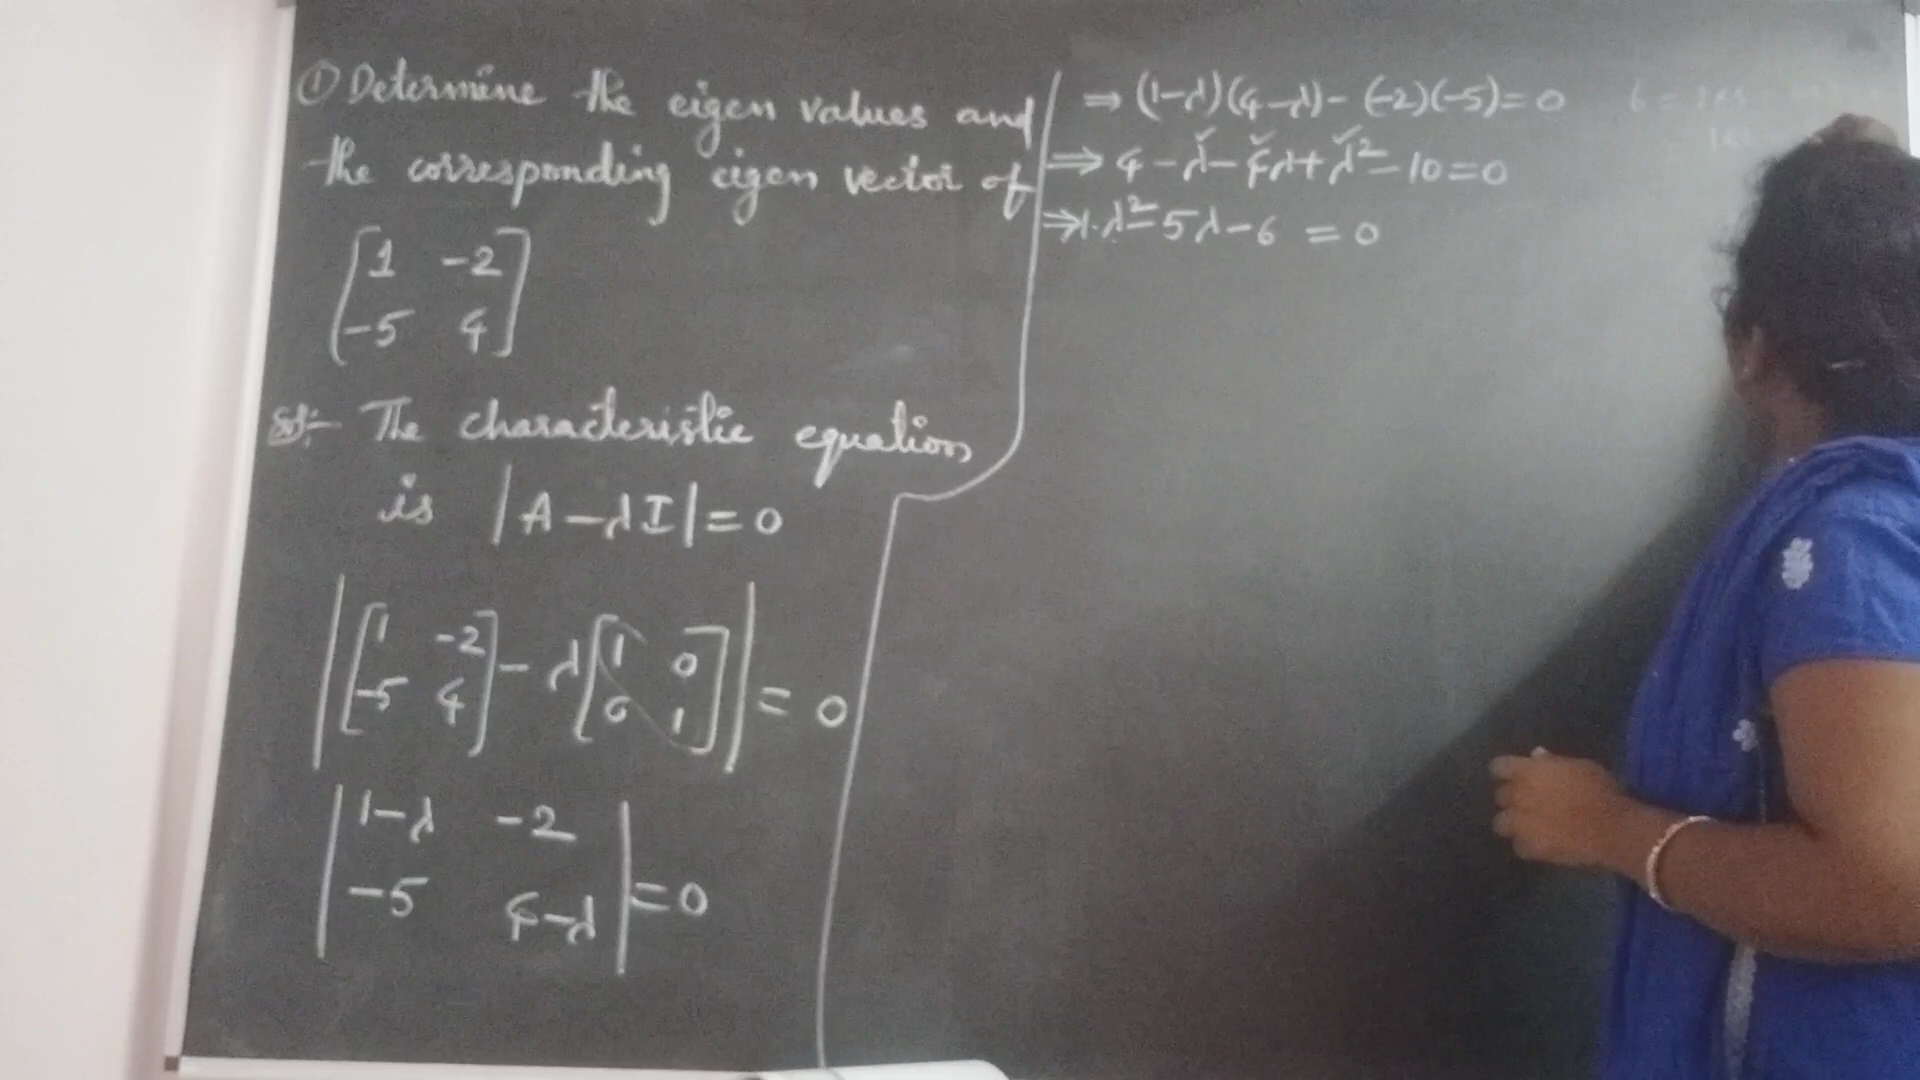 ① Determine the eigen values and
the corresponding eigen vector of
[1 -2
-5 4]
Sol:- The characteristic equation
is |A-λI|=0
|[1 -2
-5 4] - λ[1 0
0 1]| = 0
|1-λ -2
-5 4-λ|=0
⇒ (1-λ)(4-λ)-(-2)(-5)=0
⇒ 4-λ-4λ+λ²-10=0
⇒1.λ²-5λ-6 = 0
6 =
=